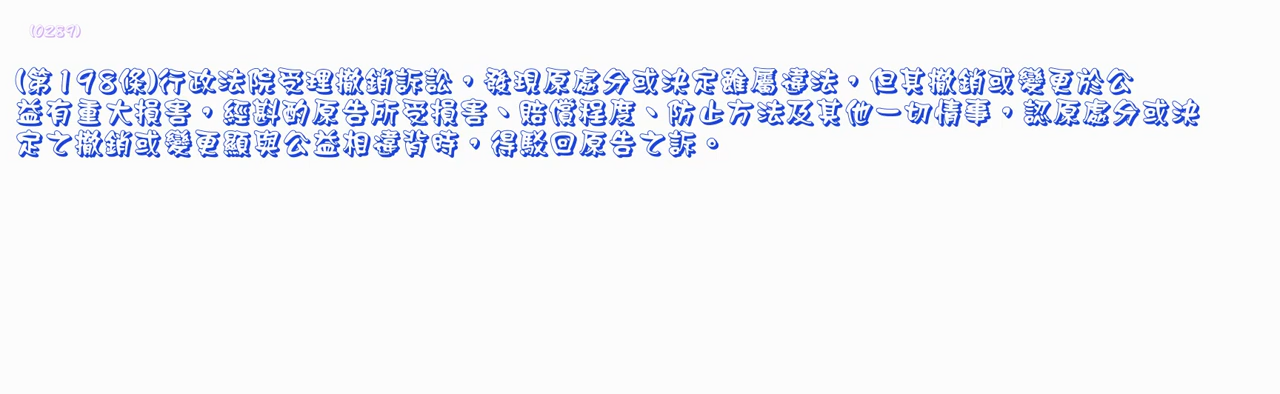 (0289)
(第198條)行政法院受理撤銷訴訟，發現原處分或決定雖屬違法，但其撤銷或變更於公
益有重大損害，經斟酌原告所受損害、賠償程度、防止方法及其他一切情事，認原處分或決
定之撤銷或變更顯與公益相違背時，得駁回原告之訴。